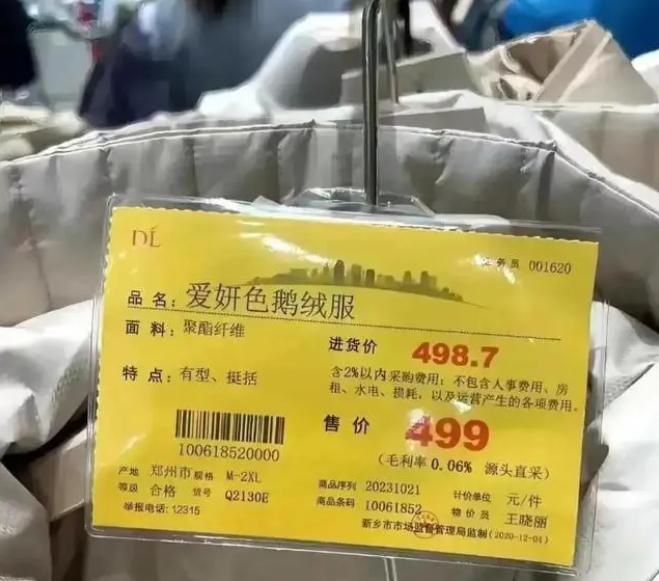 DL
务员 001620
品名：爱妍色鹅绒服
面料：聚酯纤维
进货价 498.7
特点：有型、挺括
含2%以内采购费用；不包含人事费用、房
租、水电、损耗，以及运营产生的各项费用。
售价 499
(毛利率 0.06% 源头直采)
100618520000
产地 郑州市 规格 M-2XL
商品序列 20231021 计价单位 元/件
等级 合格 货号 Q2130E
商品条码 10061852 物价员 王晓丽
举报电话：12315
新乡市市场监督管理局监制(2020-12-04)